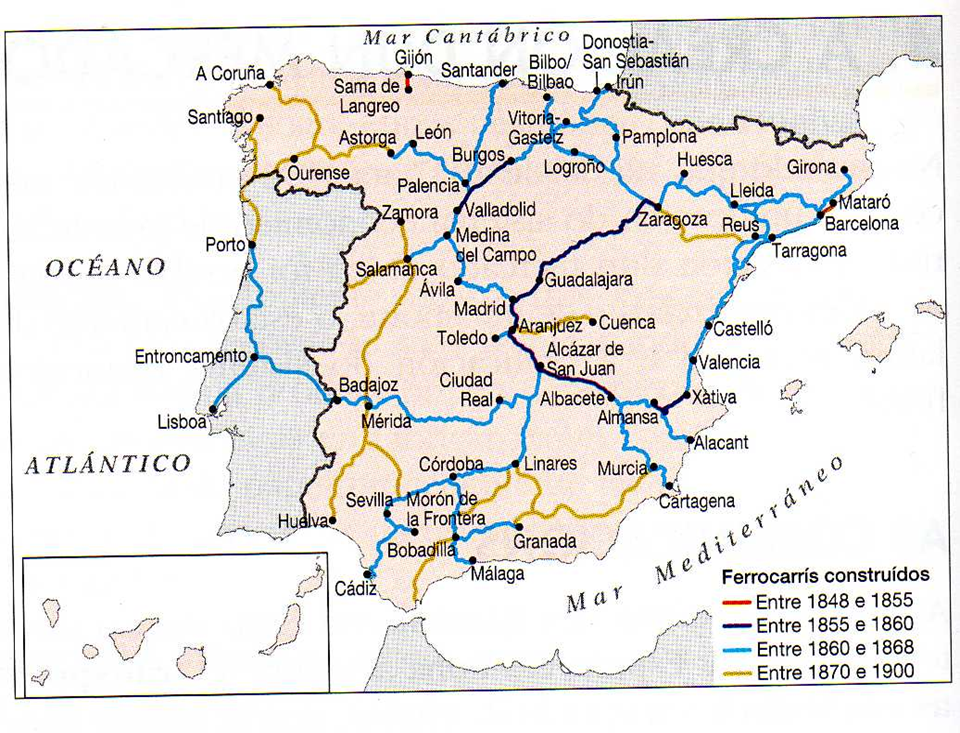 Mar Cantábrico
Gijón
Donostia-
San Sebastián
A Coruña
Santander
Bilbo/
Bilbao
Irún
Sama de
Langreo
Santiago
Astorga
León
Vitoria-
Gasteiz
Pamplona
Burgos
Logroño
Huesca
Girona
Ourense
Palencia
Lleida
Zamora
Valladolid
Zaragoza
Reus
Mataró
Barcelona
Porto
Medina
del Campo
Tarragona
OCÉANO
Salamanca
Ávila
Guadalajara
Madrid
Aranjuez
Cuenca
Castelló
Toledo
Alcázar de
San Juan
Entroncamento
Valencia
Badajoz
Ciudad
Real
Albacete
Xativa
Lisboa
Mérida
Almansa
Alacant
ATLÁNTICO
Córdoba
Linares
Murcia
Sevilla
Morón de
la Frontera
Cartagena
Huelva
Bobadilla
Granada
Cádiz
Málaga
Mar Mediterráneo
Ferrocarrís construídos
Entre 1848 e 1855
Entre 1855 e 1860
Entre 1860 e 1868
Entre 1870 e 1900